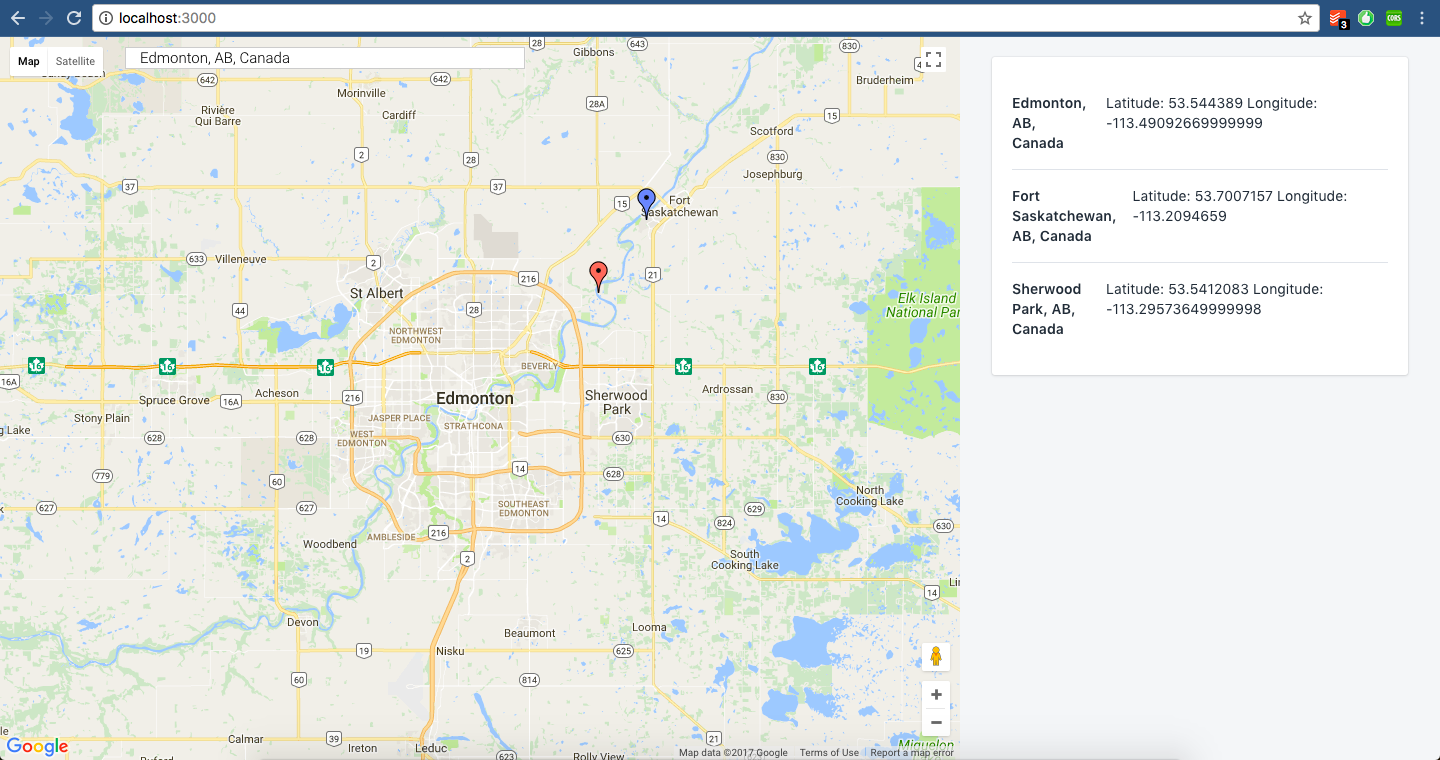 localhost:3000
3
CORS
Map Satellite
Edmonton, AB, Canada
28
643
Gibbons
830
Bruderheim
642
642
Morinville
28A
Rivière
Qui Barre
Cardiff
15
Scotford
2
28
830
Josephburg
37
37
15
Fort
Saskatchewan
633
Villeneuve
2
216
21
St Albert
Elk Island
National Par
44
28
NORTHWEST
EDMONTON
16
16
16
BEVERLY
16
16
16A
Acheson
Spruce Grove
16A
216
Edmonton
Sherwood
Park
Ardrossan
830
Stony Plain
JASPER PLACE
STRATHCONA
g Lake
628
628
WEST
EDMONTON
630
779
60
14
628
North
Cooking Lake
627
627
SOUTHEAST
EDMONTON
14
629
824
630
216
AMBLESIDE
Woodbend
2
South
Cooking Lake
14
Devon
Beaumont
Looma
19
Nisku
625
60
814
Calmar
39
Ireton
Leduc
623
21
Rolly View
Miquelon
Google
Map data ©2017 Google
Terms of Use
Report a map error
Edmonton,
AB,
Canada
Latitude: 53.544389 Longitude:
-113.49092669999999
Fort
Saskatchewan,
AB, Canada
Latitude: 53.7007157 Longitude:
-113.2094659
Sherwood
Park, AB,
Canada
Latitude: 53.5412083 Longitude:
-113.29573649999998